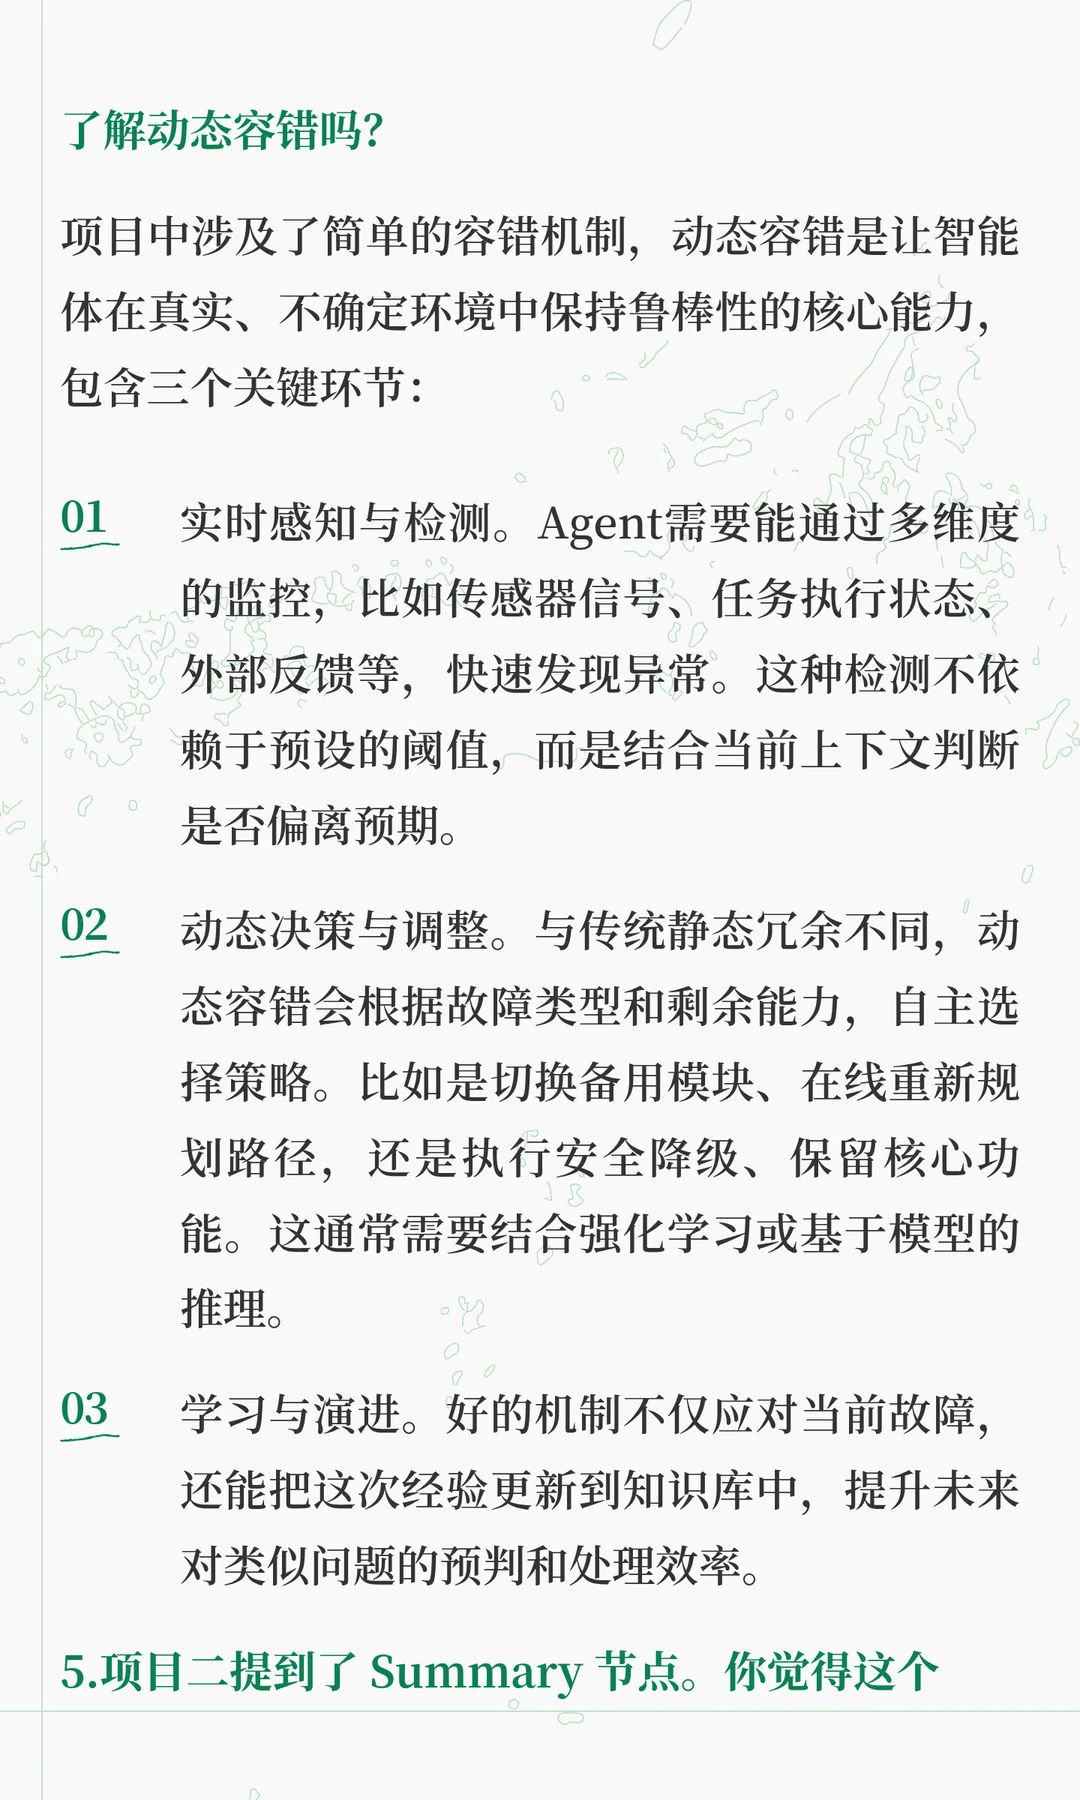 了解动态容错吗？
项目中涉及了简单的容错机制，动态容错是让智能
体在真实、不确定环境中保持鲁棒性的核心能力，
包含三个关键环节：
01 实时感知与检测。Agent需要能通过多维度
的监控，比如传感器信号、任务执行状态、
外部反馈等，快速发现异常。这种检测不依
赖于预设的阈值，而是结合当前上下文判断
是否偏离预期。
02 动态决策与调整。与传统静态冗余不同，动
态容错会根据故障类型和剩余能力，自主选
择策略。比如是切换备用模块、在线重新规
划路径，还是执行安全降级、保留核心功
能。这通常需要结合强化学习或基于模型的
推理。
03 学习与演进。好的机制不仅应对当前故障，
还能把这次经验更新到知识库中，提升未来
对类似问题的预判和处理效率。
5.项目二提到了 Summary 节点。你觉得这个